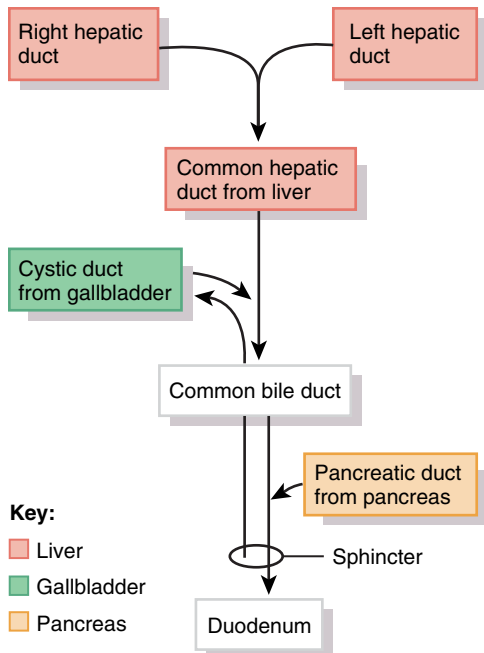 Right hepatic
duct
Left hepatic
duct
Common hepatic
duct from liver
Cystic duct
from gallbladder
Common bile duct
Pancreatic duct
from pancreas
Key:
Liver
Gallbladder
Pancreas
Sphincter
Duodenum